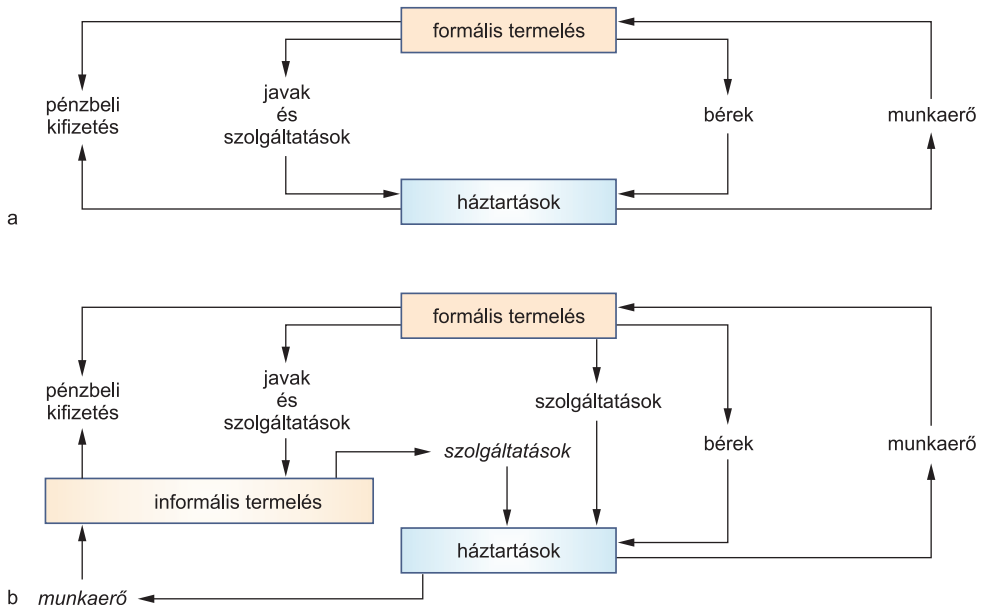 formális termelés
pénzbeli
kifizetés
javak
és
szolgáltatások
bérek
munkaerő
háztartások
a
formális termelés
pénzbeli
kifizetés
javak
és
szolgáltatások
szolgáltatások
szolgáltatások
bérek
munkaerő
informális termelés
háztartások
b munkaerő